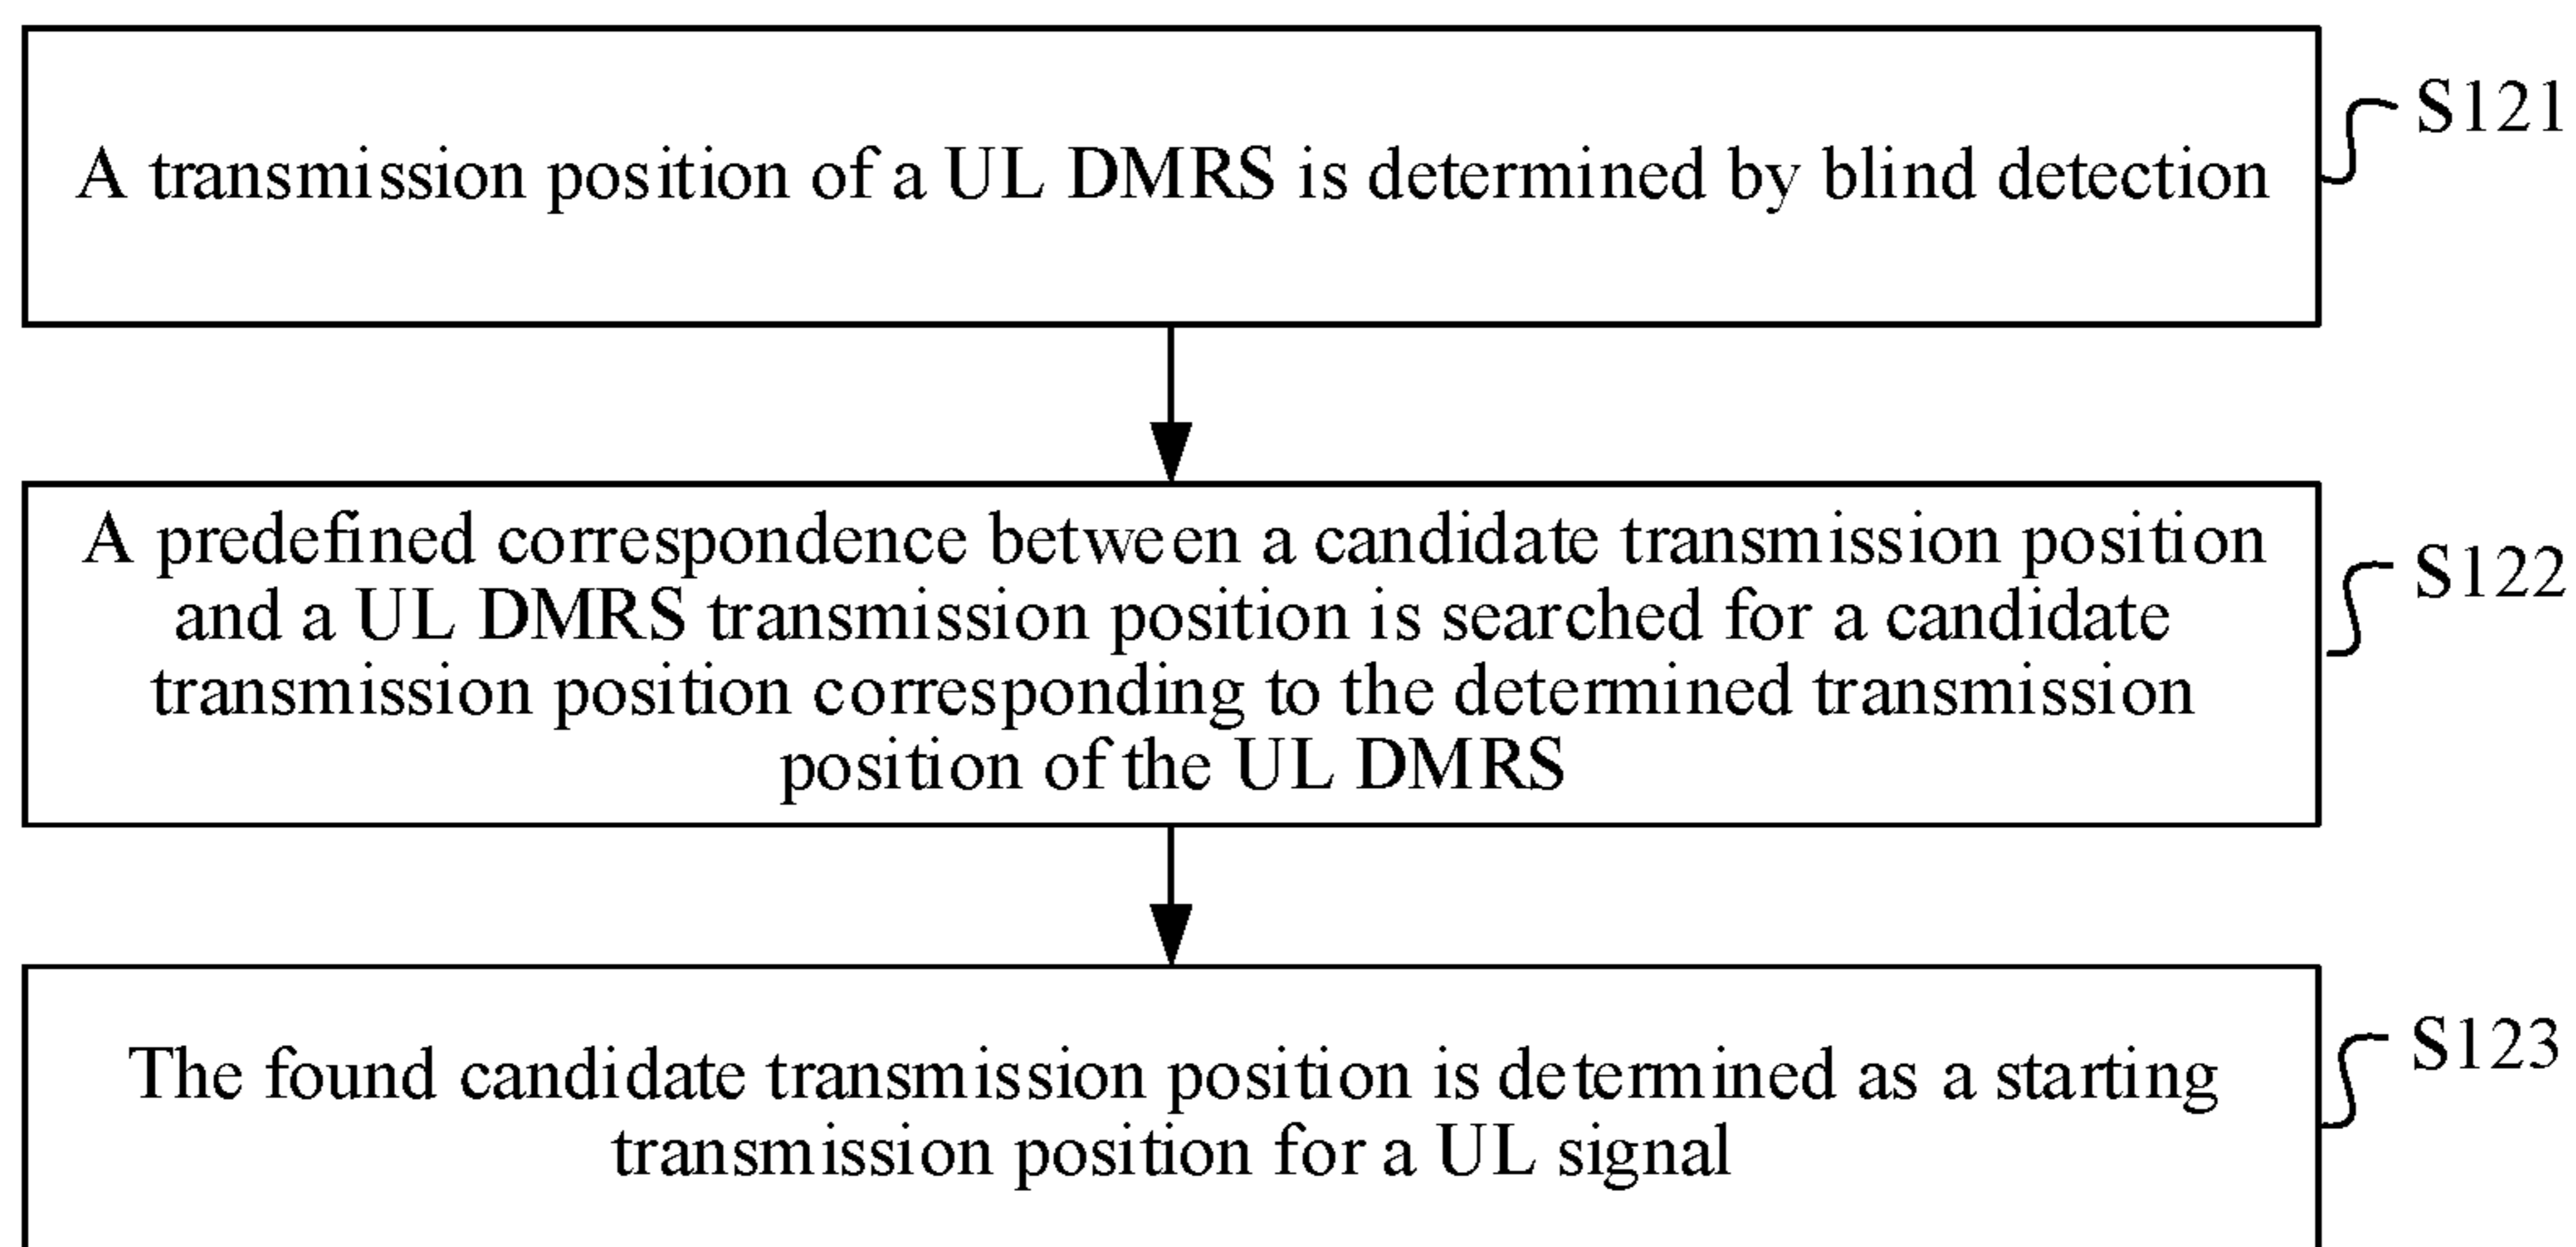 A transmission position of a UL DMRS is determined by blind detection
S121
A predefined correspondence between a candidate transmission position
and a UL DMRS transmission position is searched for a candidate
transmission position corresponding to the determined transmission
position of the UL DMRS
S122
The found candidate transmission position is determined as a starting
transmission position for a UL signal
S123